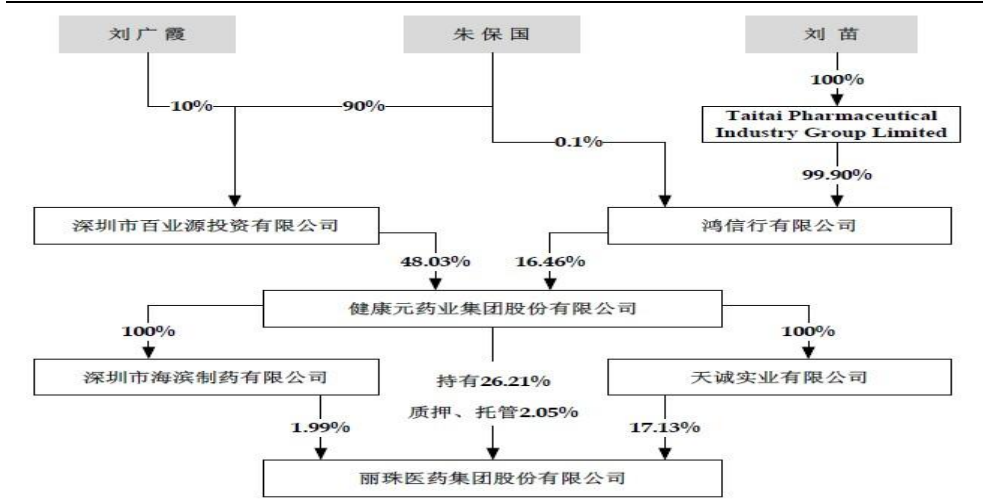 刘广霞
朱保国
刘苗
100%
10%
90%
Taitai Pharmaceutical
Industry Group Limited
0.1%
99.90%
深圳市百业源投资有限公司
鸿信行有限公司
48.03%
16.46%
健康元药业集团股份有限公司
100%
100%
深圳市海滨制药有限公司
持有26.21%
天诚实业有限公司
质押、托管2.05%
1.99%
17.13%
丽珠医药集团股份有限公司